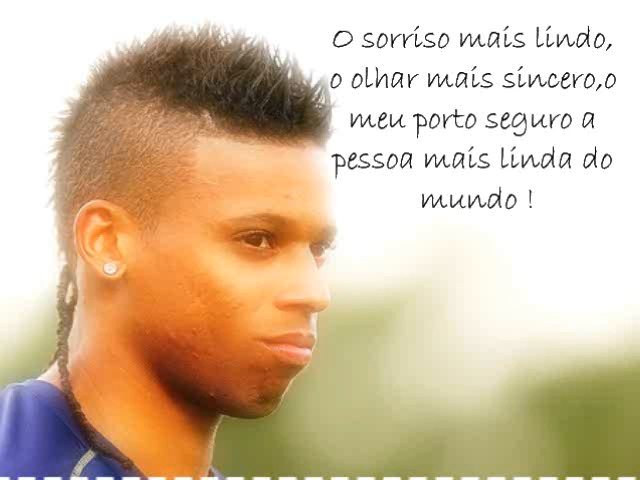 O sorriso mais lindo,
o olhar mais sincero,o
meu porto seguro a
pessoa mais linda do
mundo !